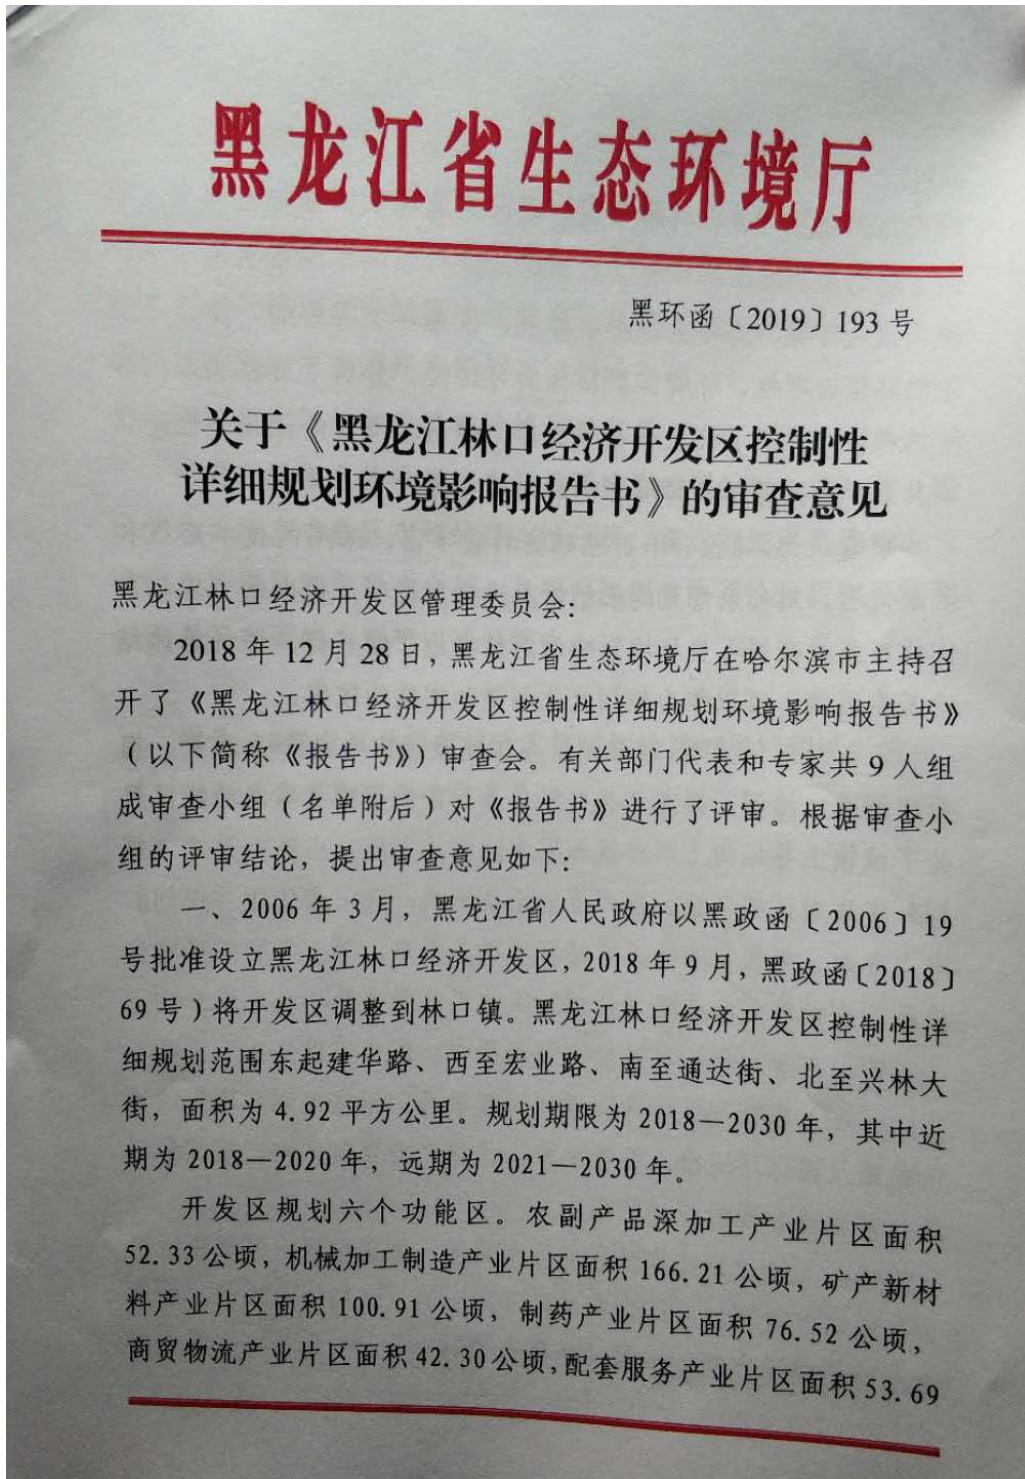 黑龙江省生态环境厅
黑环函〔2019〕193号
关于《黑龙江林口经济开发区控制性
详细规划环境影响报告书》的审查意见
黑龙江林口经济开发区管理委员会：
2018年12月28日，黑龙江省生态环境厅在哈尔滨市主持召
开了《黑龙江林口经济开发区控制性详细规划环境影响报告书》
（以下简称《报告书》）审查会。有关部门代表和专家共9人组
成审查小组（名单附后）对《报告书》进行了评审。根据审查小
组的评审结论，提出审查意见如下：
一、2006年3月，黑龙江省人民政府以黑政函〔2006〕19
号批准设立黑龙江林口经济开发区，2018年9月，黑政函〔2018〕
69号）将开发区调整到林口镇。黑龙江林口经济开发区控制性详
细规划范围东起建华路、西至宏业路、南至通达街、北至兴林大
街，面积为4.92平方公里。规划期限为2018—2030年，其中近
期为2018—2020年，远期为2021—2030年。
开发区规划六个功能区。农副产品深加工产业片区面积
52.33公顷，机械加工制造产业片区面积166.21公顷，矿产新材
料产业片区面积100.91公顷，制药产业片区面积76.52公顷，
商贸物流产业片区面积42.30公顷，配套服务产业片区面积53.69